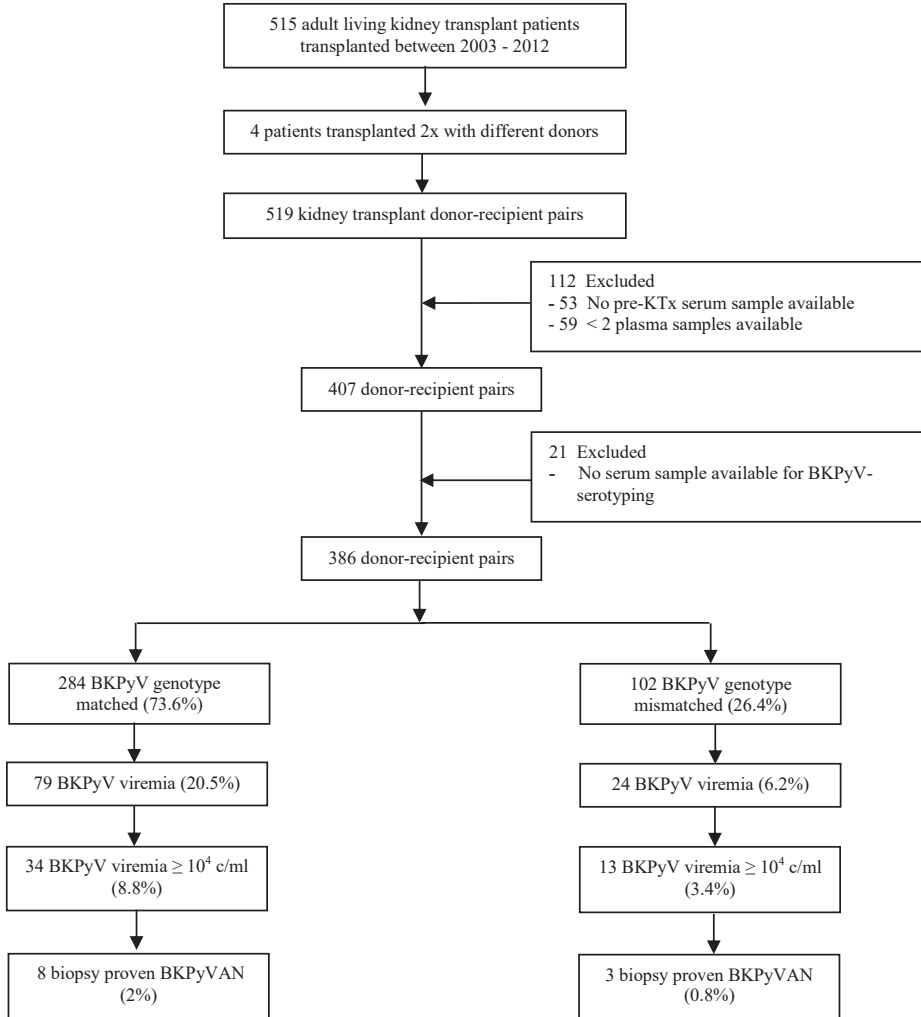 515 adult living kidney transplant patients
transplanted between 2003 - 2012
4 patients transplanted 2x with different donors
519 kidney transplant donor-recipient pairs
112 Excluded
- 53 No pre-KTx serum sample available
- 59 < 2 plasma samples available
407 donor-recipient pairs
21 Excluded
- No serum sample available for BKPyV-
serotyping
386 donor-recipient pairs
284 BKPyV genotype
matched (73.6%)
102 BKPyV genotype
mismatched (26.4%)
79 BKPyV viremia (20.5%)
24 BKPyV viremia (6.2%)
34 BKPyV viremia ≥ 10⁴ c/ml
(8.8%)
13 BKPyV viremia ≥ 10⁴ c/ml
(3.4%)
8 biopsy proven BKPyVAN
(2%)
3 biopsy proven BKPyVAN
(0.8%)